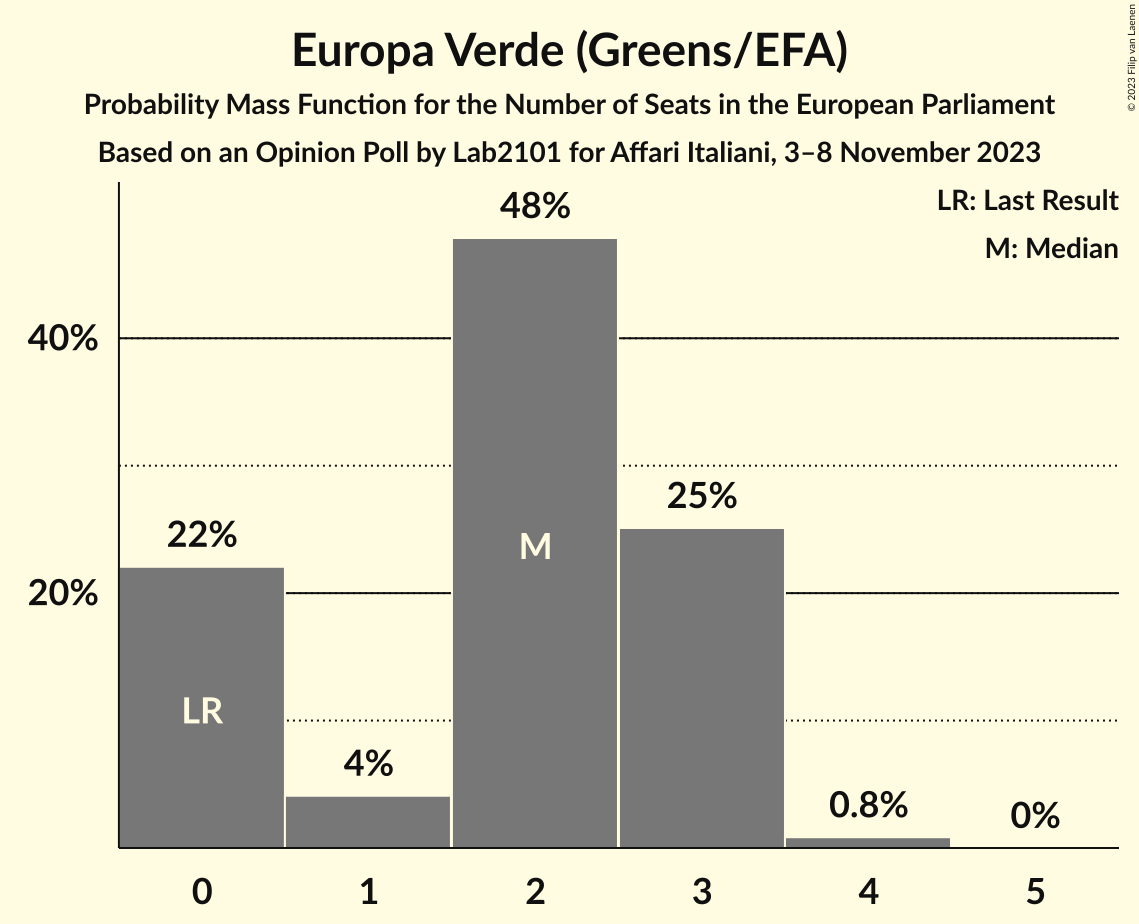 Europa Verde (Greens/EFA)
Probability Mass Function for the Number of Seats in the European Parliament
Based on an Opinion Poll by Lab2101 for Affari Italiani, 3–8 November 2023
© 2023 Filip van Laenen
LR: Last Result
M: Median
48%
40%
25%
22%
M
20%
LR
4%
0.8%
0%
0 1 2 3 4 5